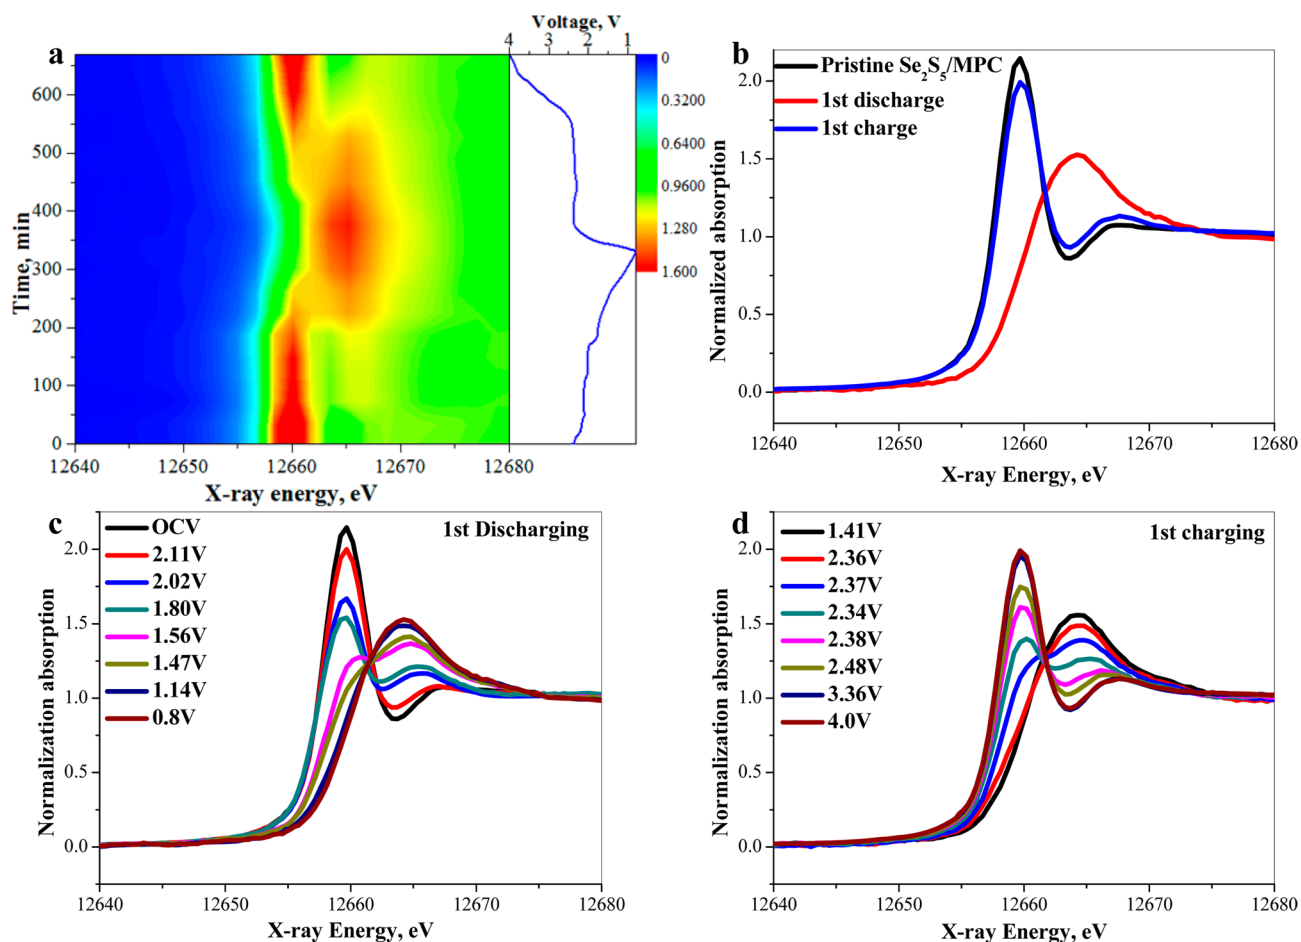 a
Voltage, V
4 3 2 1
600
500
400
300
200
100
0
Time, min
12640 12650 12660 12670 12680
X-ray energy, eV
0
0.3200
0.6400
0.9600
1.280
1.600
b
Pristine Se₂S₅/MPC
1st discharge
1st charge
2.0
1.5
1.0
0.5
0.0
Normalized absorption
12640 12650 12660 12670 12680
X-ray Energy, eV
c
1st Discharging
OCV
2.11V
2.02V
1.80V
1.56V
1.47V
1.14V
0.8V
2.0
1.5
1.0
0.5
0.0
Normalization absorption
12640 12650 12660 12670 12680
X-ray Energy, eV
d
1st charging
1.41V
2.36V
2.37V
2.34V
2.38V
2.48V
3.36V
4.0V
2.0
1.5
1.0
0.5
0.0
Normalization absorption
12640 12650 12660 12670 12680
X-ray Energy, eV